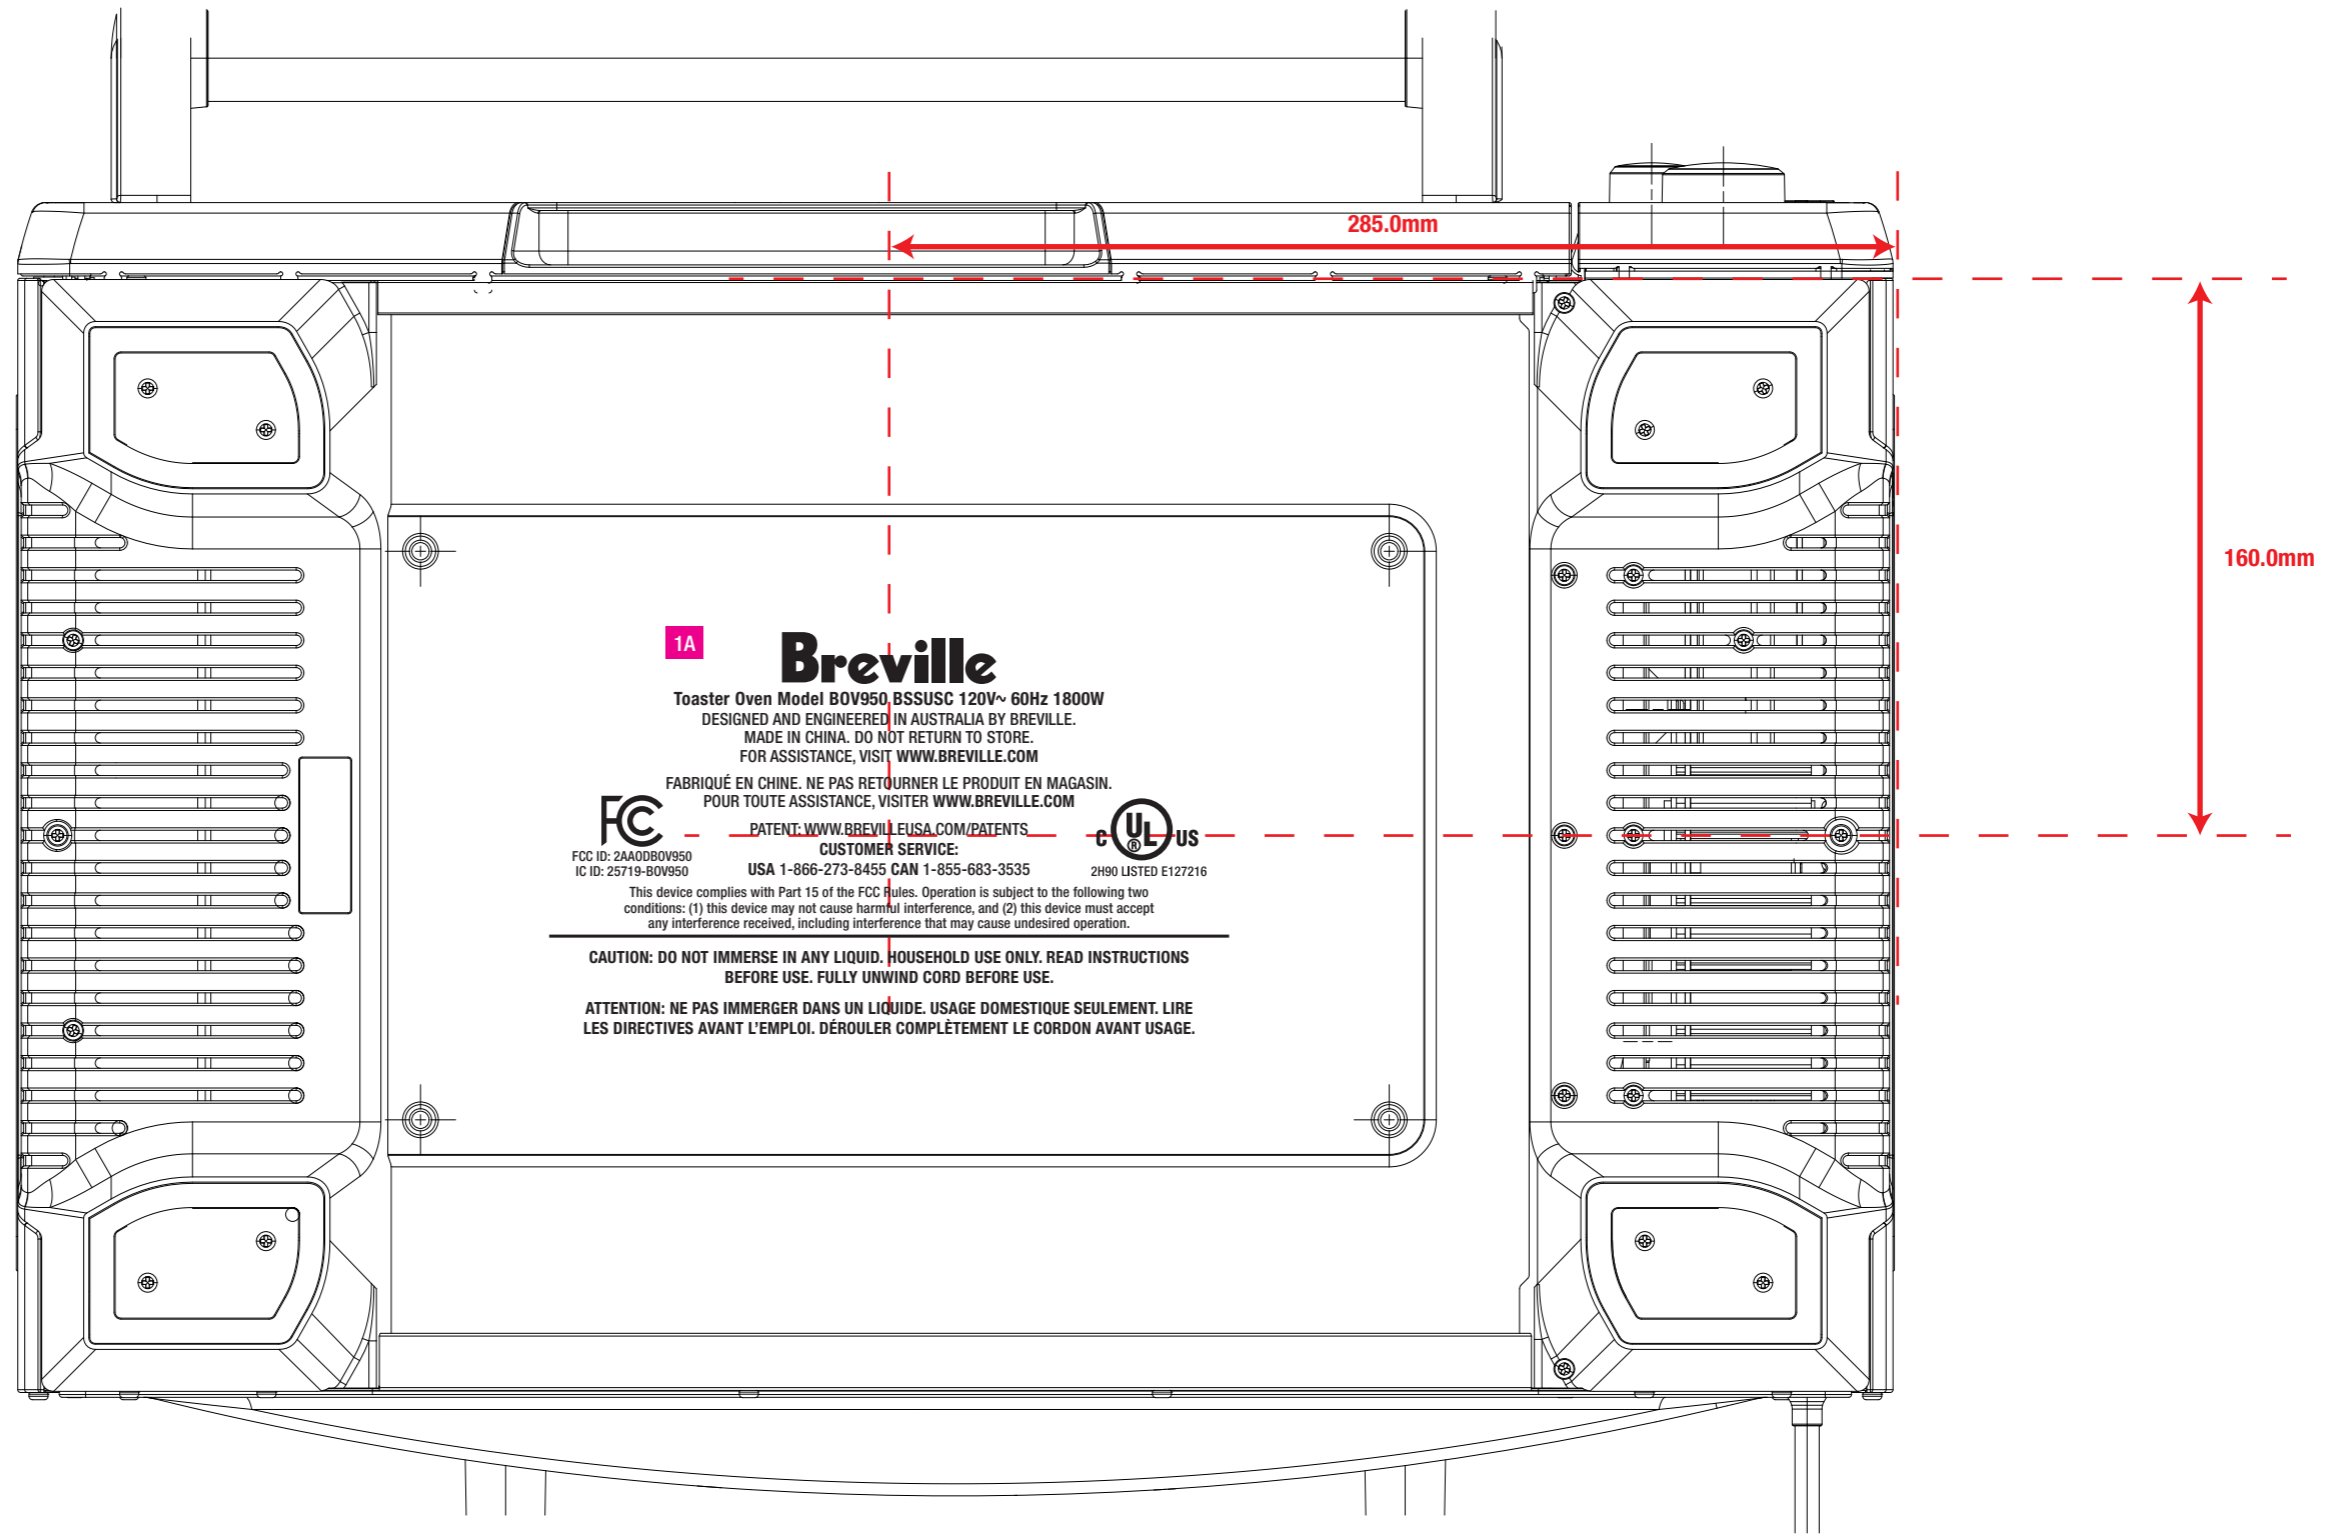 285.0mm
160.0mm
1A
Breville
Toaster Oven Model BOV950 BSSUSC 120V~ 60Hz 1800W
DESIGNED AND ENGINEERED IN AUSTRALIA BY BREVILLE.
MADE IN CHINA. DO NOT RETURN TO STORE.
FOR ASSISTANCE, VISIT WWW.BREVILLE.COM
FABRIQUÉ EN CHINE. NE PAS RETOURNER LE PRODUIT EN MAGASIN.
POUR TOUTE ASSISTANCE, VISITER WWW.BREVILLE.COM
PATENT: WWW.BREVILLEUSA.COM/PATENTS
CUSTOMER SERVICE:
USA 1-866-273-8455 CAN 1-855-683-3535
FC
FCC ID: 2AAODBOV950
IC ID: 25719-BOV950
C UL® US
2H90 LISTED E127216
This device complies with Part 15 of the FCC Rules. Operation is subject to the following two
conditions: (1) this device may not cause harmful interference, and (2) this device must accept
any interference received, including interference that may cause undesired operation.
CAUTION: DO NOT IMMERSE IN ANY LIQUID. HOUSEHOLD USE ONLY. READ INSTRUCTIONS
BEFORE USE. FULLY UNWIND CORD BEFORE USE.
ATTENTION: NE PAS IMMERGER DANS UN LIQUIDE. USAGE DOMESTIQUE SEULEMENT. LIRE
LES DIRECTIVES AVANT L’EMPLOI. DÉROULER COMPLÈTEMENT LE CORDON AVANT USAGE.